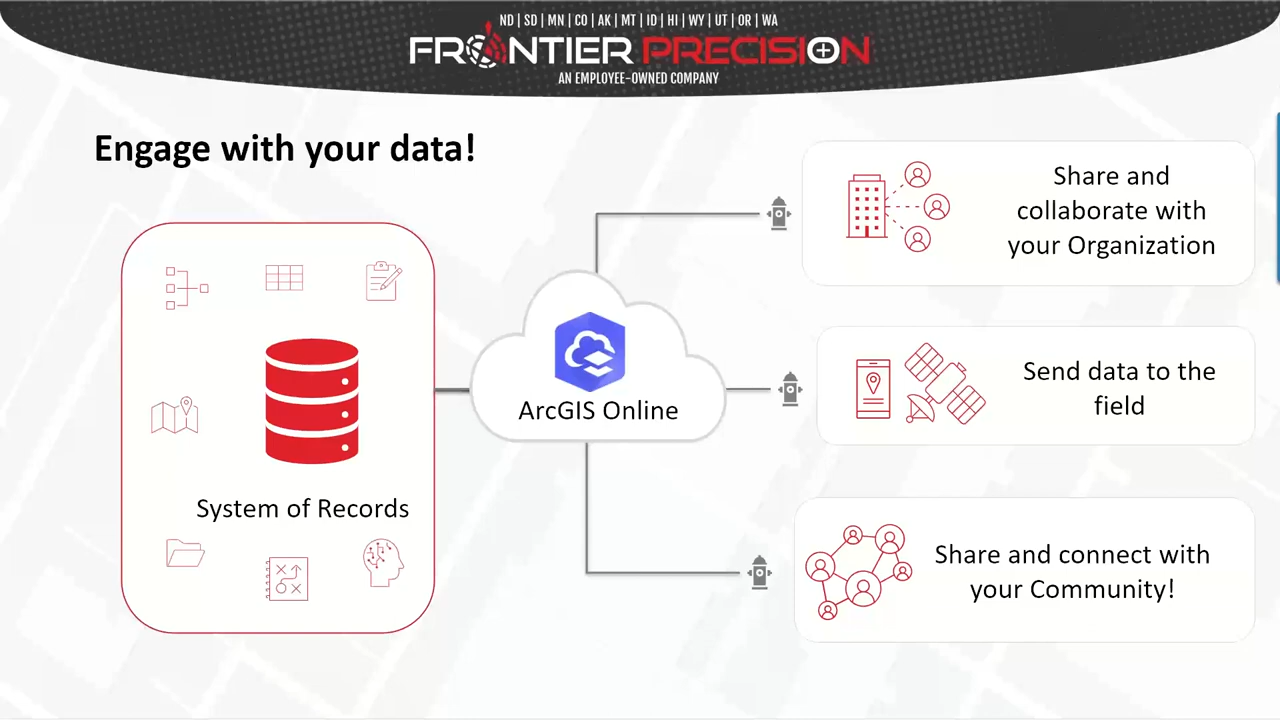 ND | SD | MN | CO | AK | MT | ID | HI | WY | UT | OR | WA
FRONTIER PRECISION
AN EMPLOYEE-OWNED COMPANY
Engage with your data!
System of Records
ArcGIS Online
Share and
collaborate with
your Organization
Send data to the
field
Share and connect with
your Community!